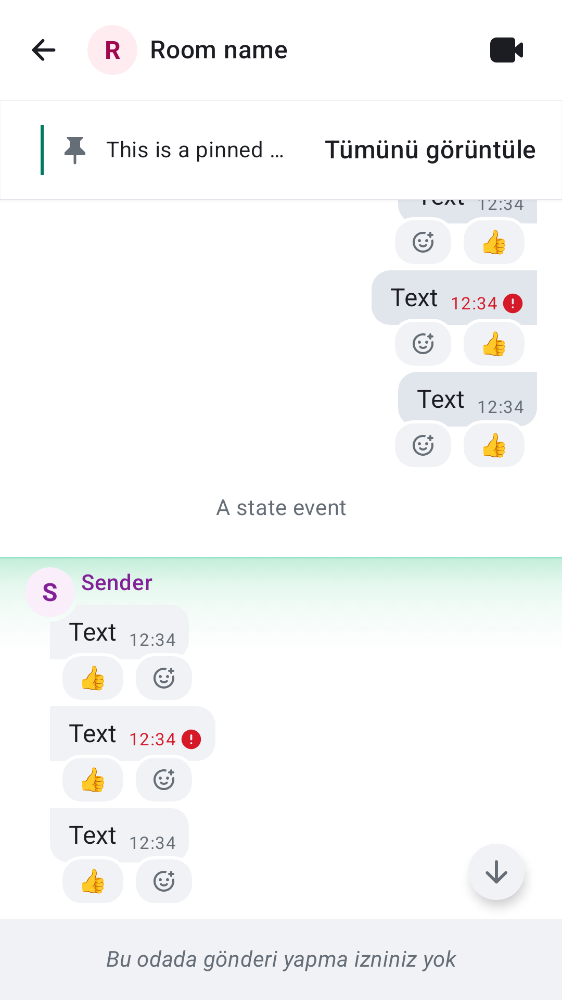 R Room name
This is a pinned … Tümünü görüntüle
Text 12:34
👍
Text 12:34
👍
Text 12:34
👍
A state event
S Sender
Text 12:34
👍
Text 12:34
👍
Text 12:34
👍
Bu odada gönderi yapma izniniz yok